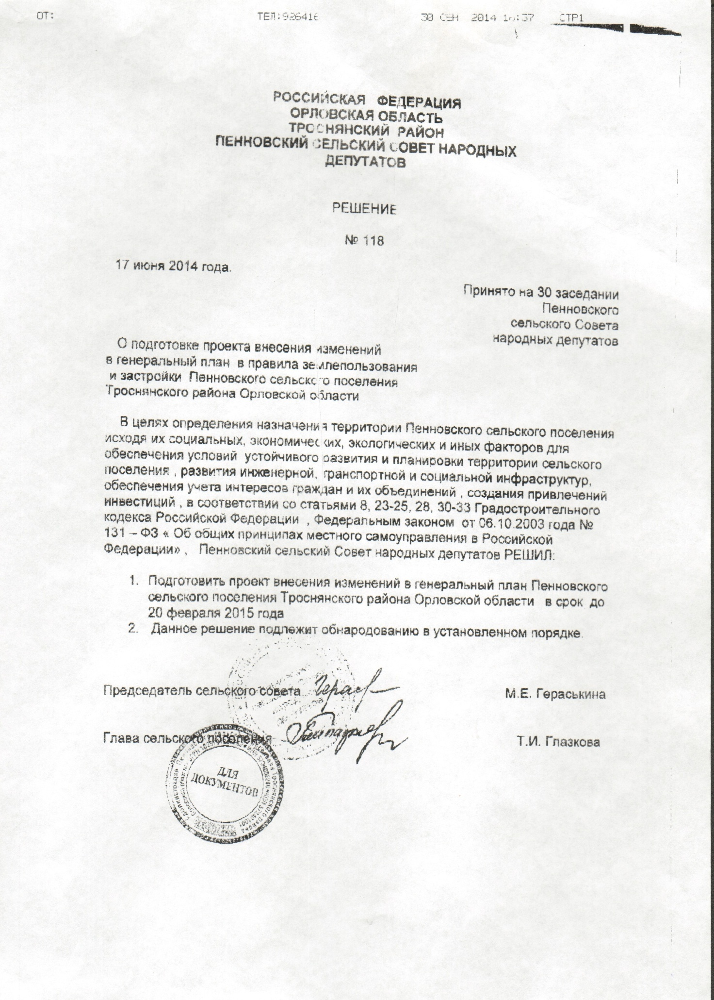 ОТ: ТЕЛ:926416 30 СЕН 2014 16:37 СТР1
РОССИЙСКАЯ ФЕДЕРАЦИЯ
ОРЛОВСКАЯ ОБЛАСТЬ
ТРОСНЯНСКИЙ РАЙОН
ПЕННОВСКИЙ СЕЛЬСКИЙ СОВЕТ НАРОДНЫХ
ДЕПУТАТОВ
РЕШЕНИЕ
№ 118
17 июня 2014 года.
Принято на 30 заседании
Пенновского
сельского Совета
народных депутатов
О подготовке проекта внесения изменений
в генеральный план в правила землепользования
и застройки Пенновского сельского поселения
Троснянского района Орловской области
В целях определения назначения территории Пенновского сельского поселения
исходя их социальных, экономических, экологических и иных факторов для
обеспечения условий устойчивого развития и планировки территории сельского
поселения , развития инженерной, транспортной и социальной инфраструктур,
обеспечения учета интересов граждан и их объединений , создания привлечений
инвестиций , в соответствии со статьями 8, 23-25, 28, 30-33 Градостроительного
кодекса Российской Федерации , Федеральным законом от 06.10.2003 года №
131 – ФЗ « Об общих принципах местного самоуправления в Российской
Федерации» , Пенновский сельский Совет народных депутатов РЕШИЛ:
1. Подготовить проект внесения изменений в генеральный план Пенновского
сельского поселения Троснянского района Орловской области в срок до
20 февраля 2015 года
2. Данное решение подлежит обнародованию в установленном порядке.
Председатель сельского совета М.Е. Гераськина
Глава сельского поселения Т.И. Глазкова
ДЛЯ
ДОКУМЕНТОВ